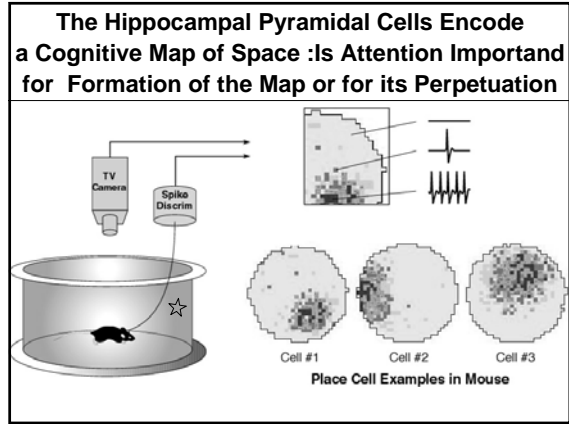 The Hippocampal Pyramidal Cells Encode
a Cognitive Map of Space :Is Attention Importand
for Formation of the Map or for its Perpetuation
TV
Camera
Spike
Discrim
Cell #1
Cell #2
Cell #3
Place Cell Examples in Mouse